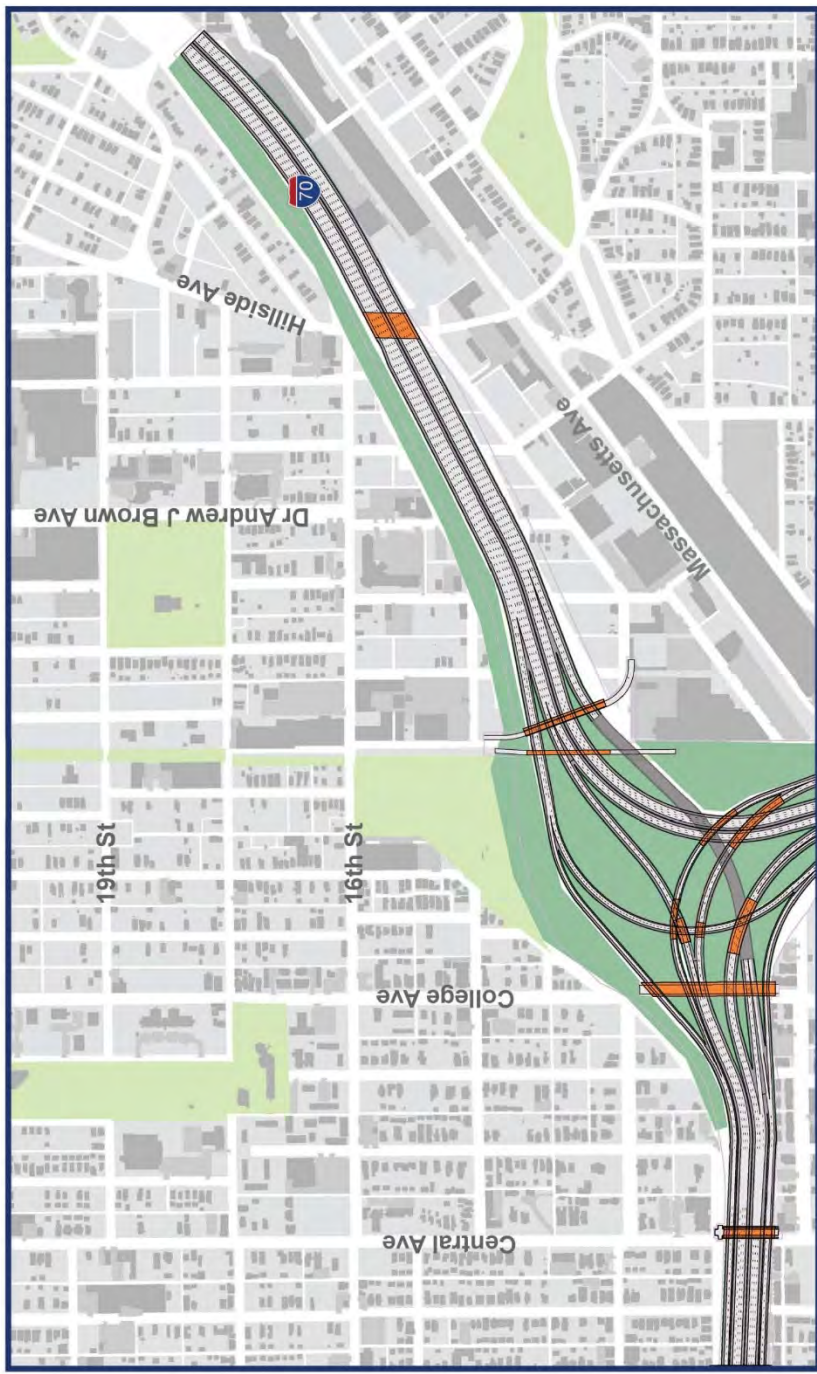 70
Hillside Ave
Dr Andrew J Brown Ave
Massachusetts Ave
19th St
16th St
College Ave
Central Ave